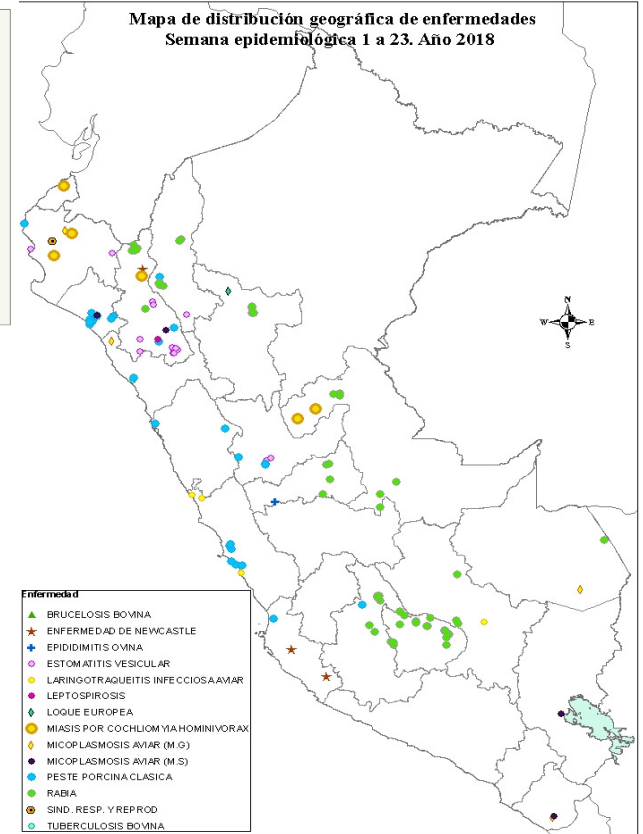 Mapa de distribución geográfica de enfermedades
Semana epidemiológica 1 a 23. Año 2018
N
W E
S
Enfermedad
BRUCELOSIS BOVINA
ENFERMEDAD DE NEWCASTLE
EPIDIDIMITIS OVINA
ESTOMATITIS VESICULAR
LARINGOTRAQUEITIS INFECCIOSA AVIAR
LEPTOSPIROSIS
LOQUE EUROPEA
MIASIS POR COCHLIOMYIA HOMINIVORAX
MICOPLASMOSIS AVIAR (M.G)
MICOPLASMOSIS AVIAR (M.S)
PESTE PORCINA CLASICA
RABIA
SIND. RESP. Y REPROD
TUBERCULOSIS BOVINA